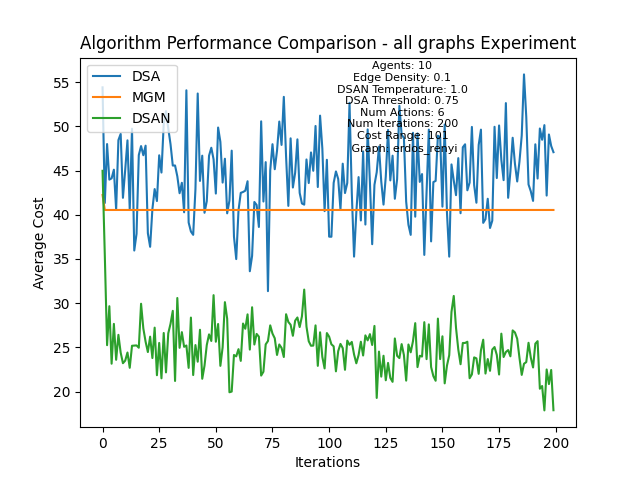 Algorithm Performance Comparison - all graphs Experiment
DSA
MGM
DSAN
Agents: 10
Edge Density: 0.1
DSAN Temperature: 1.0
DSA Threshold: 0.75
Num Actions: 6
Num Iterations: 200
Cost Range: 101
Graph: erdos_renyi
Average Cost
55
50
45
40
35
30
25
20
0 25 50 75 100 125 150 175 200
Iterations